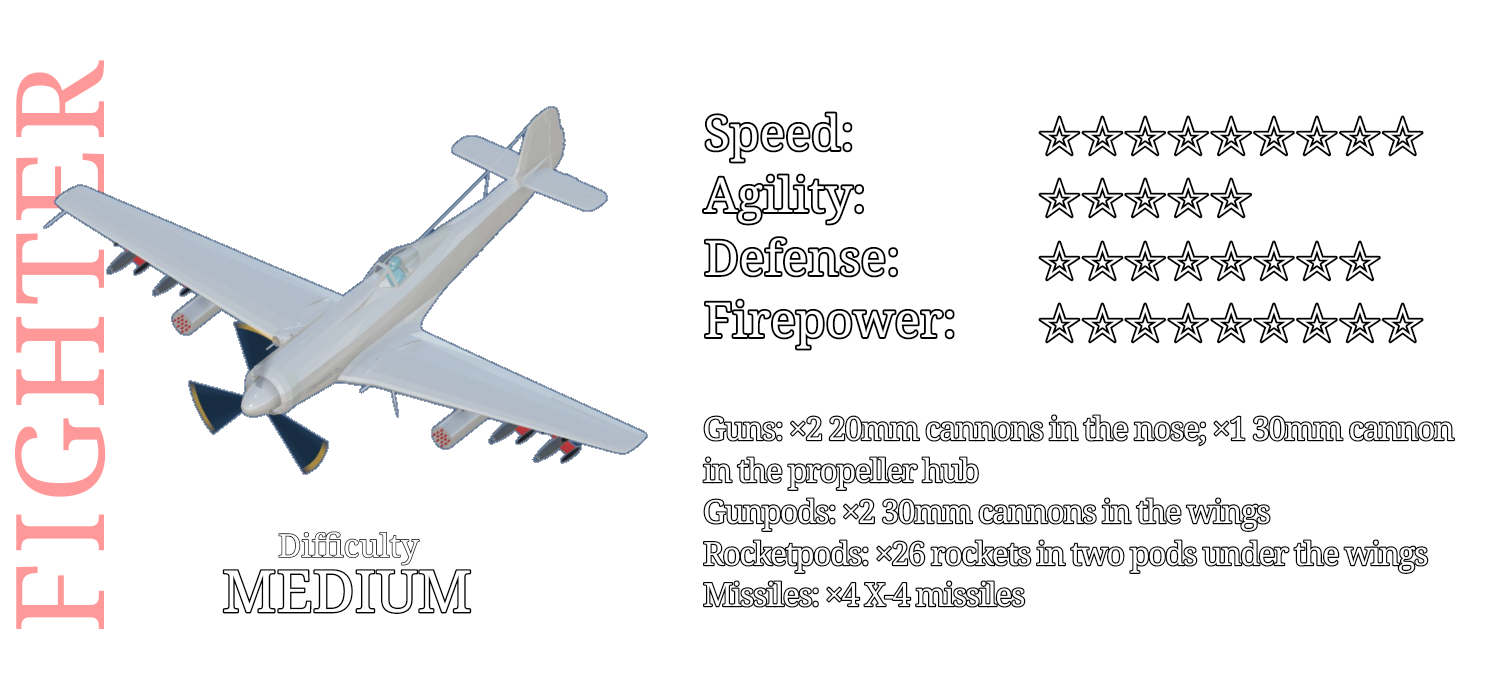 FIGHTER
Difficulty
MEDIUM
Speed: ☆☆☆☆☆☆☆☆☆
Agility: ☆☆☆☆☆
Defense: ☆☆☆☆☆☆☆☆
Firepower: ☆☆☆☆☆☆☆☆☆
Guns: ×2 20mm cannons in the nose; ×1 30mm cannon
in the propeller hub
Gunpods: ×2 30mm cannons in the wings
Rocketpods: ×26 rockets in two pods under the wings
Missiles: ×4 X-4 missiles